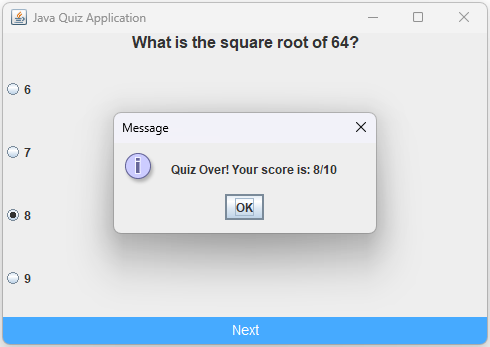 Java Quiz Application
What is the square root of 64?
6
7
Message
Quiz Over! Your score is: 8/10
OK
8
9
Next